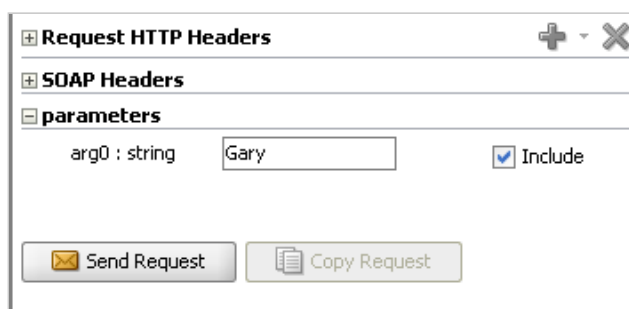 Request HTTP Headers
SOAP Headers
parameters
arg0 : string Gary Include
Send Request Copy Request